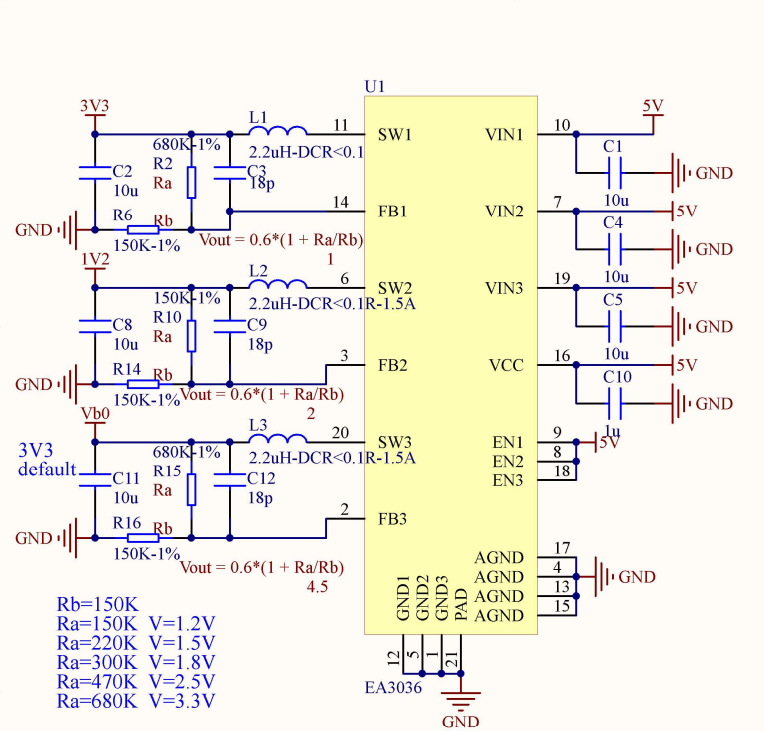 U1
3V3
L1
11
SW1
VIN1
10
5V
680K-1%
2.2uH-DCR<0.1
C2
10u
R2
Ra
C3
18p
C1
10u
GND
14
FB1
VIN2
7
5V
R6
Rb
GND
150K-1%
Vout = 0.6*(1 + Ra/Rb)
1
C4
10u
GND
1V2
L2
6
SW2
VIN3
19
5V
150K-1%
2.2uH-DCR<0.1R-1.5A
C8
10u
R10
Ra
C9
18p
C5
10u
GND
3
FB2
VCC
16
5V
R14
Rb
GND
150K-1%
Vout = 0.6*(1 + Ra/Rb)
2
C10
1u
GND
Vb0
L3
20
SW3
EN1
9
5V
EN2
8
EN3
18
3V3
default
680K-1%
2.2uH-DCR<0.1R-1.5A
C11
10u
R15
Ra
C12
18p
2
FB3
R16
Rb
GND
150K-1%
Vout = 0.6*(1 + Ra/Rb)
4.5
AGND
17
AGND
4
GND
AGND
13
AGND
15
GND1
GND2
GND3
PAD
12
5
1
21
EA3036
GND
Rb=150K
Ra=150K V=1.2V
Ra=220K V=1.5V
Ra=300K V=1.8V
Ra=470K V=2.5V
Ra=680K V=3.3V